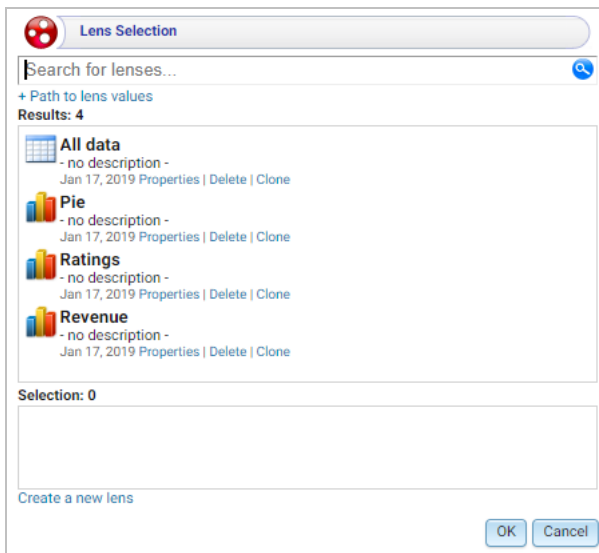 Lens Selection
Search for lenses...
+ Path to lens values
Results: 4
All data
- no description -
Jan 17, 2019 Properties | Delete | Clone
Pie
- no description -
Jan 17, 2019 Properties | Delete | Clone
Ratings
- no description -
Jan 17, 2019 Properties | Delete | Clone
Revenue
- no description -
Jan 17, 2019 Properties | Delete | Clone
Selection: 0
Create a new lens
OK Cancel